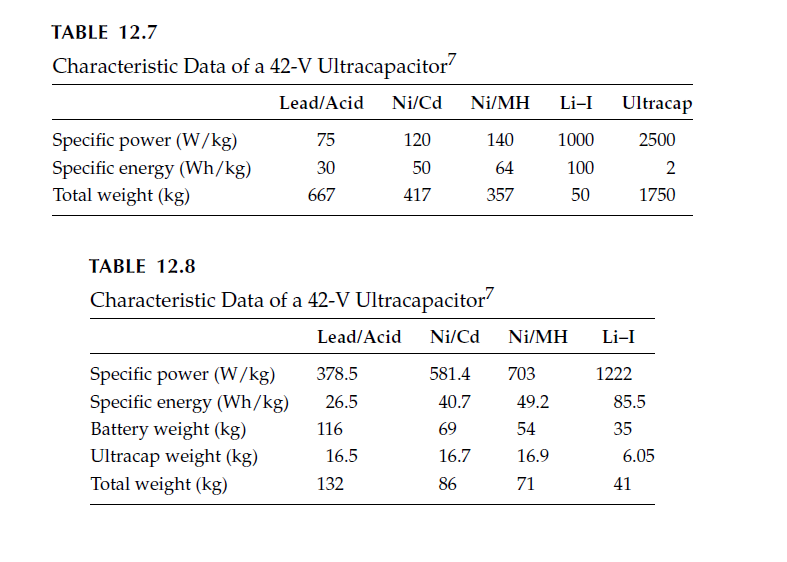 TABLE 12.7
Characteristic Data of a 42-V Ultracapacitor7
Lead/Acid Ni/Cd Ni/MH Li–I Ultracap
Specific power (W/kg) 75 120 140 1000 2500
Specific energy (Wh/kg) 30 50 64 100 2
Total weight (kg) 667 417 357 50 1750
TABLE 12.8
Characteristic Data of a 42-V Ultracapacitor7
Lead/Acid Ni/Cd Ni/MH Li–I
Specific power (W/kg) 378.5 581.4 703 1222
Specific energy (Wh/kg) 26.5 40.7 49.2 85.5
Battery weight (kg) 116 69 54 35
Ultracap weight (kg) 16.5 16.7 16.9 6.05
Total weight (kg) 132 86 71 41